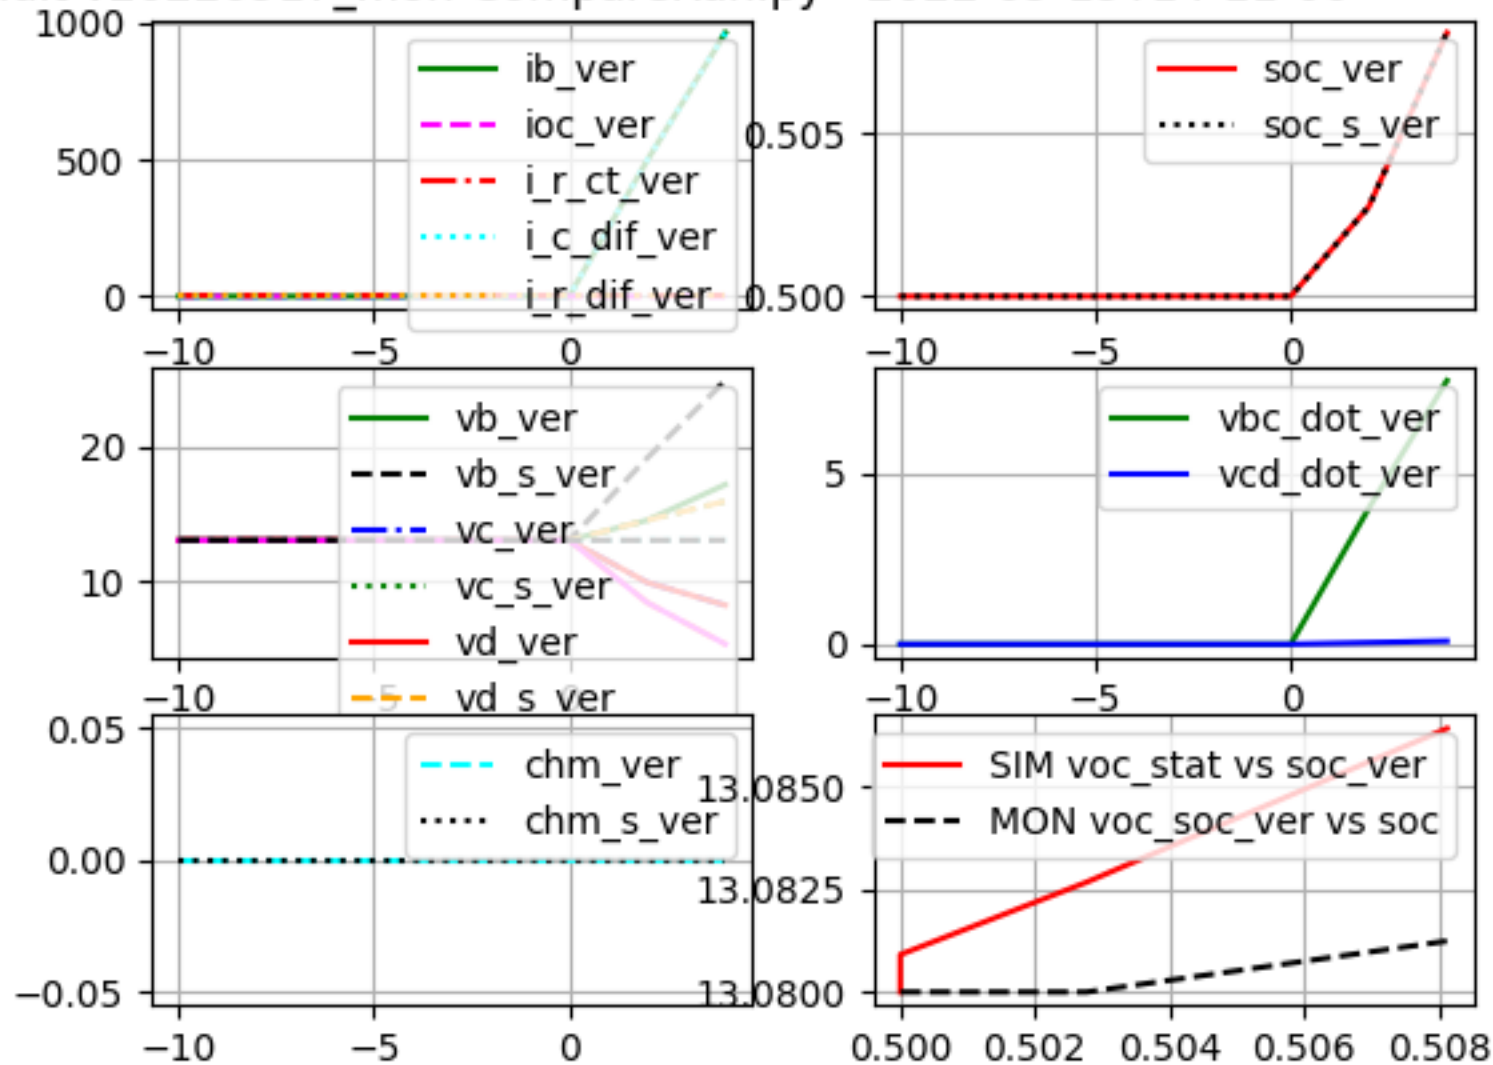 1000
500
0
ib_ver
ioc_ver
i_r_ct_ver
i_c_dif_ver
i_r_dif_ver
−10
−5
0
0.505
0.500
soc_ver
soc_s_ver
−10
−5
0
20
10
vb_ver
vb_s_ver
vc_ver
vc_s_ver
vd_ver
vd_s_ver
−10
−5
0
5
0
vbc_dot_ver
vcd_dot_ver
−10
−5
0
0.05
0.00
−0.05
chm_ver
chm_s_ver
−10
−5
0
13.0850
13.0825
13.0800
SIM voc_stat vs soc_ver
MON voc_soc_ver vs soc
0.500
0.502
0.504
0.506
0.508